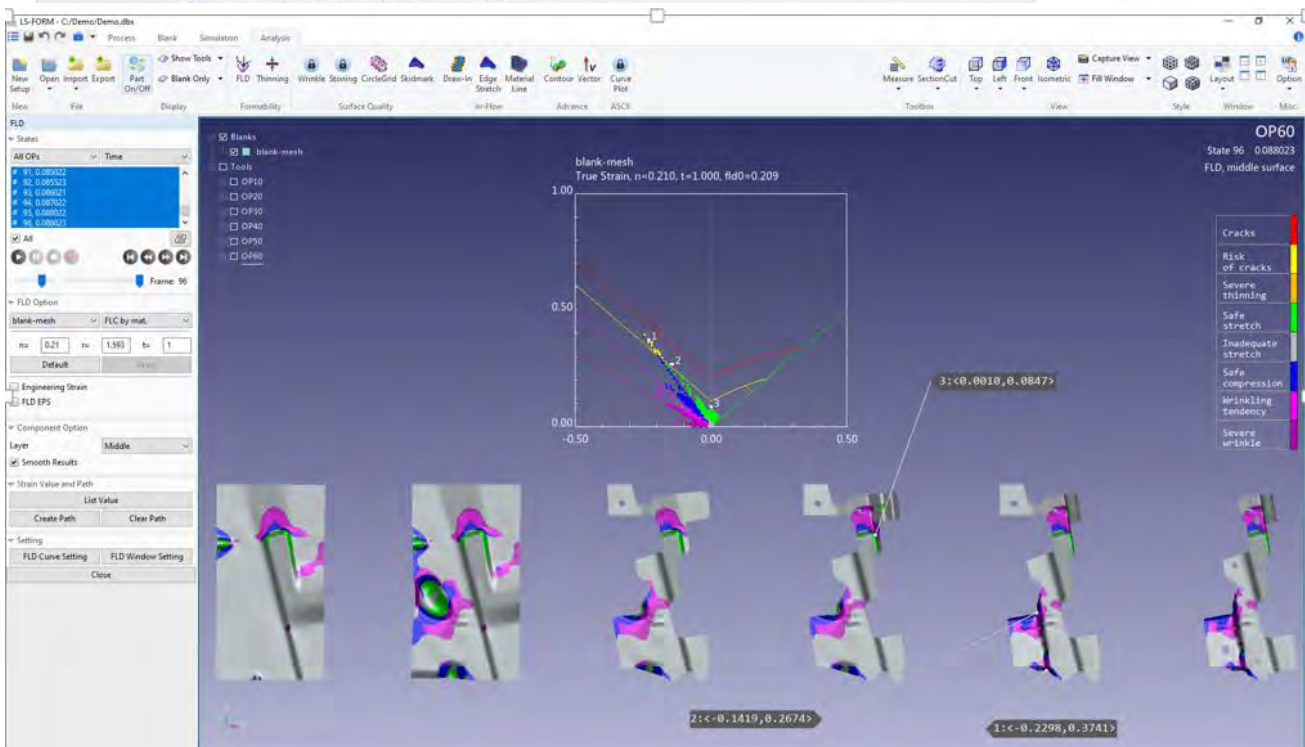 LS-FORM - C:/Demo/Demo.dbx
Process Blank Simulation Analysis
Show Tools
Blank Only
New Setup Open Import Export Part On/Off FLD Thinning Wrinkle Stoning CircleGrid Skidmark Draw-In Edge Stretch Material Line Contour Vector Curve Plot Measure SectionCut Top Left Front Isometric
Capture View
Fill Window
Layout Option
New File Display Formability Surface Quality In-Flow Advance ASCII Toolbox View Style Window Misc.
FLD
States
All OPs Time
# 91, 0.085022
# 92, 0.085523
# 93, 0.086021
# 94, 0.087022
# 95, 0.088022
# 96, 0.088023
All
Frame: 96
FLD Option
blank-mesh FLC by mat.
n= 0.21 r= 1.593 t= 1
Default
Engineering Strain
FLD EPS
Component Option
Layer Middle
Smooth Results
Strain Value and Path
List Value
Create Path Clear Path
Setting
FLD Curve Setting FLD Window Setting
Close
Blanks
blank-mesh
Tools
OP10
OP20
OP30
OP40
OP50
OP60
blank-mesh
True Strain, n=0.210, t=1.000, fld0=0.209
1.00
0.50
0.00
-0.50 0.00 0.50
1
2
3
OP60
State 96 0.088023
FLD, middle surface
Cracks
Risk
of cracks
Severe
thinning
Safe
stretch
Inadequate
stretch
Safe
compression
Wrinkling
tendency
Severe
wrinkle
3:<0.0010,0.0847>
2:<-0.1419,0.2674>
1:<-0.2298,0.3741>